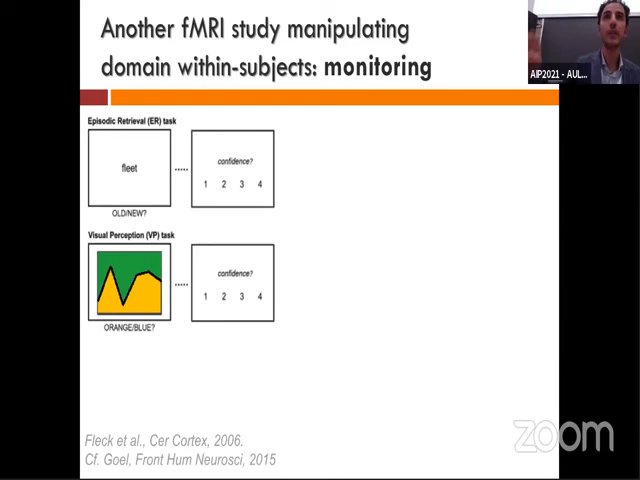 Another fMRI study manipulating
domain within-subjects: monitoring
AIP2021 - AUL...
Episodic Retrieval (ER) task
fleet
.....
confidence?
1 2 3 4
OLD/NEW?
Visual Perception (VP) task
.....
confidence?
1 2 3 4
ORANGE/BLUE?
Fleck et al., Cer Cortex, 2006.
Cf. Goel, Front Hum Neurosci, 2015
zoom